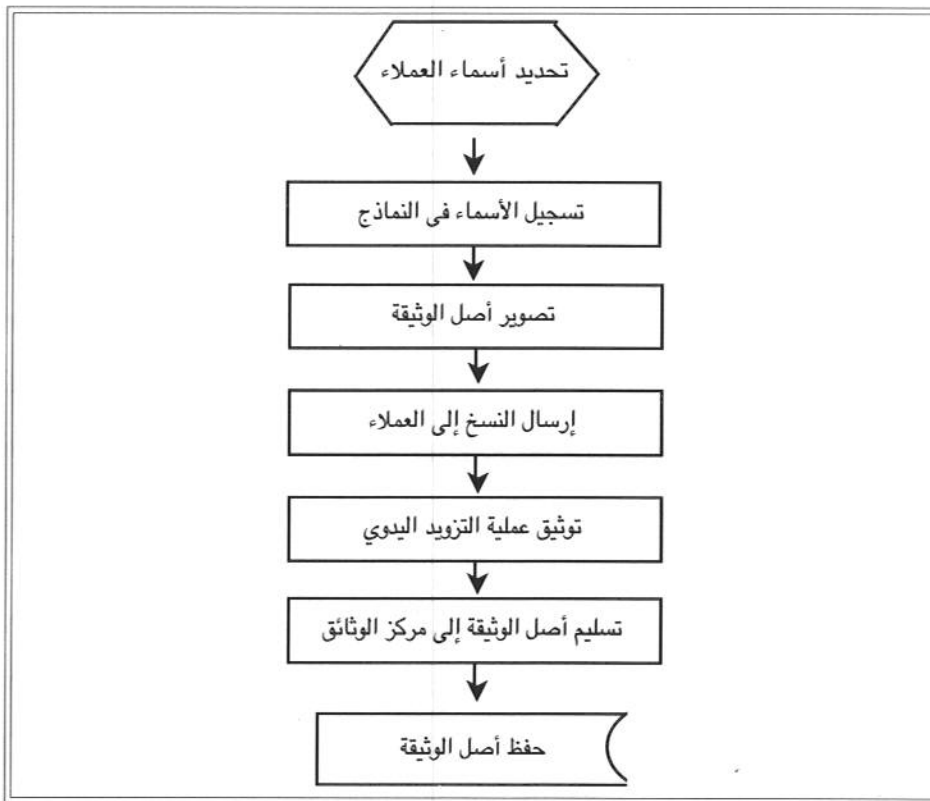 تحديد أسماء العملاء
تسجيل الأسماء فى النماذج
تصوير أصل الوثيقة
إرسال النسخ إلى العملاء
توثيق عملية التزويد اليدوي
تسليم أصل الوثيقة إلى مركز الوثائق
حفظ أصل الوثيقة